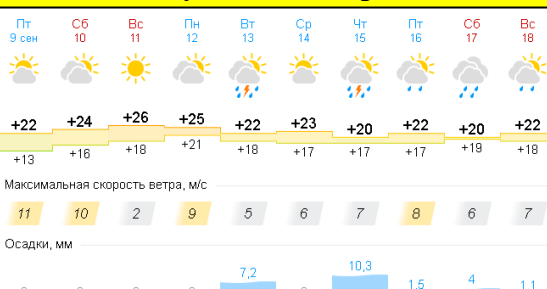 Пт Сб Вс Пн Вт Ср Чт Пт Сб Вс
9 сен 10 11 12 13 14 15 16 17 18
+22 +24 +26 +25 +22 +23 +20 +22 +20 +22
+13 +16 +18 +21 +18 +17 +17 +17 +19 +18
Максимальная скорость ветра, м/с
11 10 2 9 5 6 7 8 6 7
Осадки, мм
7,2 10,3 1,5 4 1,1